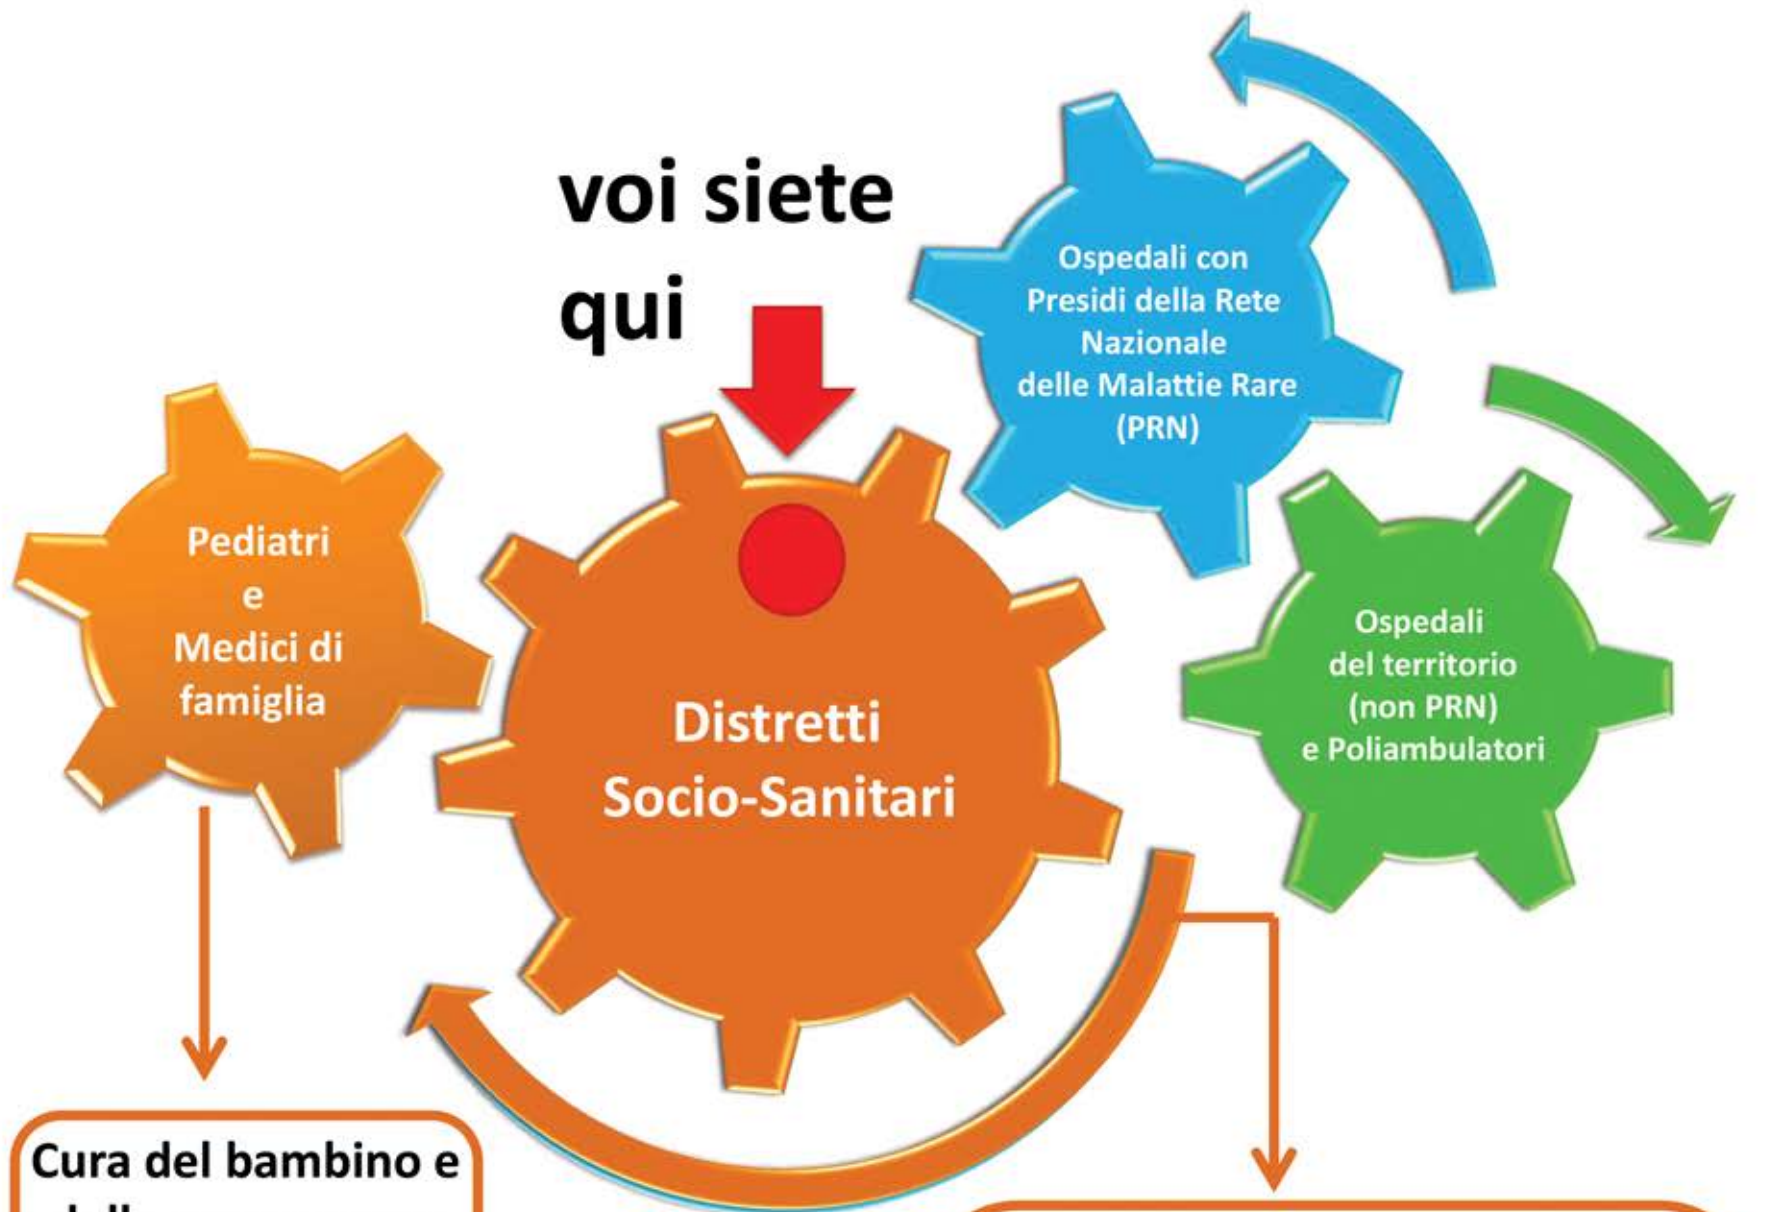 voi siete
qui
Ospedali con
Presidi della Rete
Nazionale
delle Malattie Rare
(PRN)
Pediatri
e
Medici di
famiglia
Distretti
Socio-Sanitari
Ospedali
del territorio
(non PRN)
e Poliambulatori
Cura del bambino e